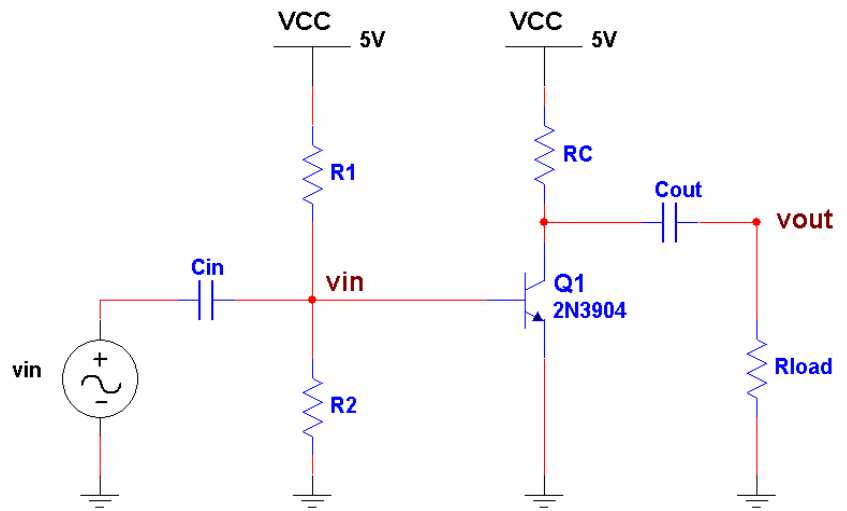 VCC
5V
VCC
5V
R1
RC
Cout
vout
Cin
vin
Q1
2N3904
vin
Rload
R2